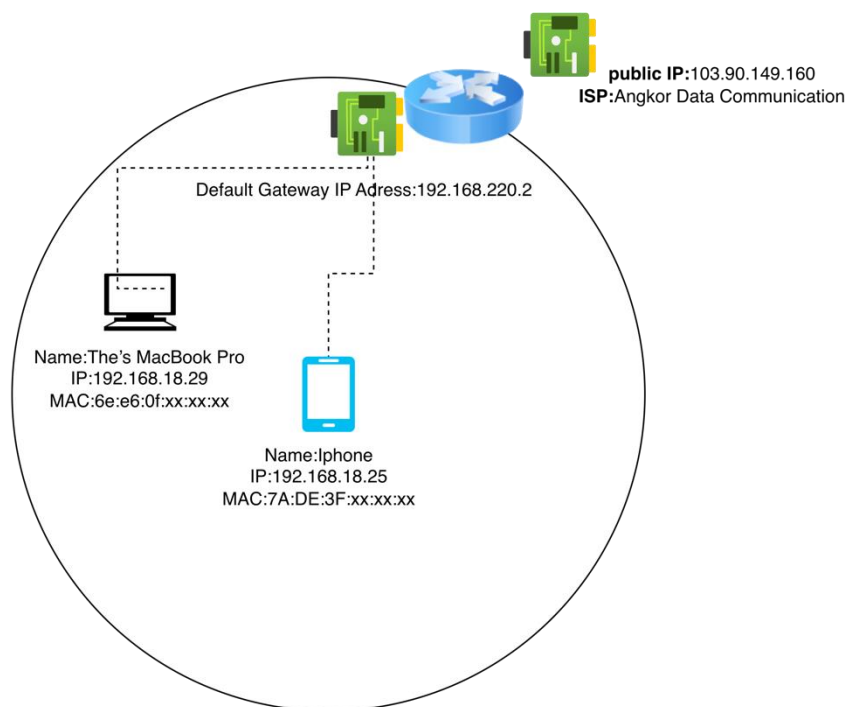 public IP:103.90.149.160
ISP:Angkor Data Communication
Default Gateway IP Adress:192.168.220.2
Name:The's MacBook Pro
IP:192.168.18.29
MAC:6e:e6:0f:xx:xx:xx
Name:Iphone
IP:192.168.18.25
MAC:7A:DE:3F:xx:xx:xx